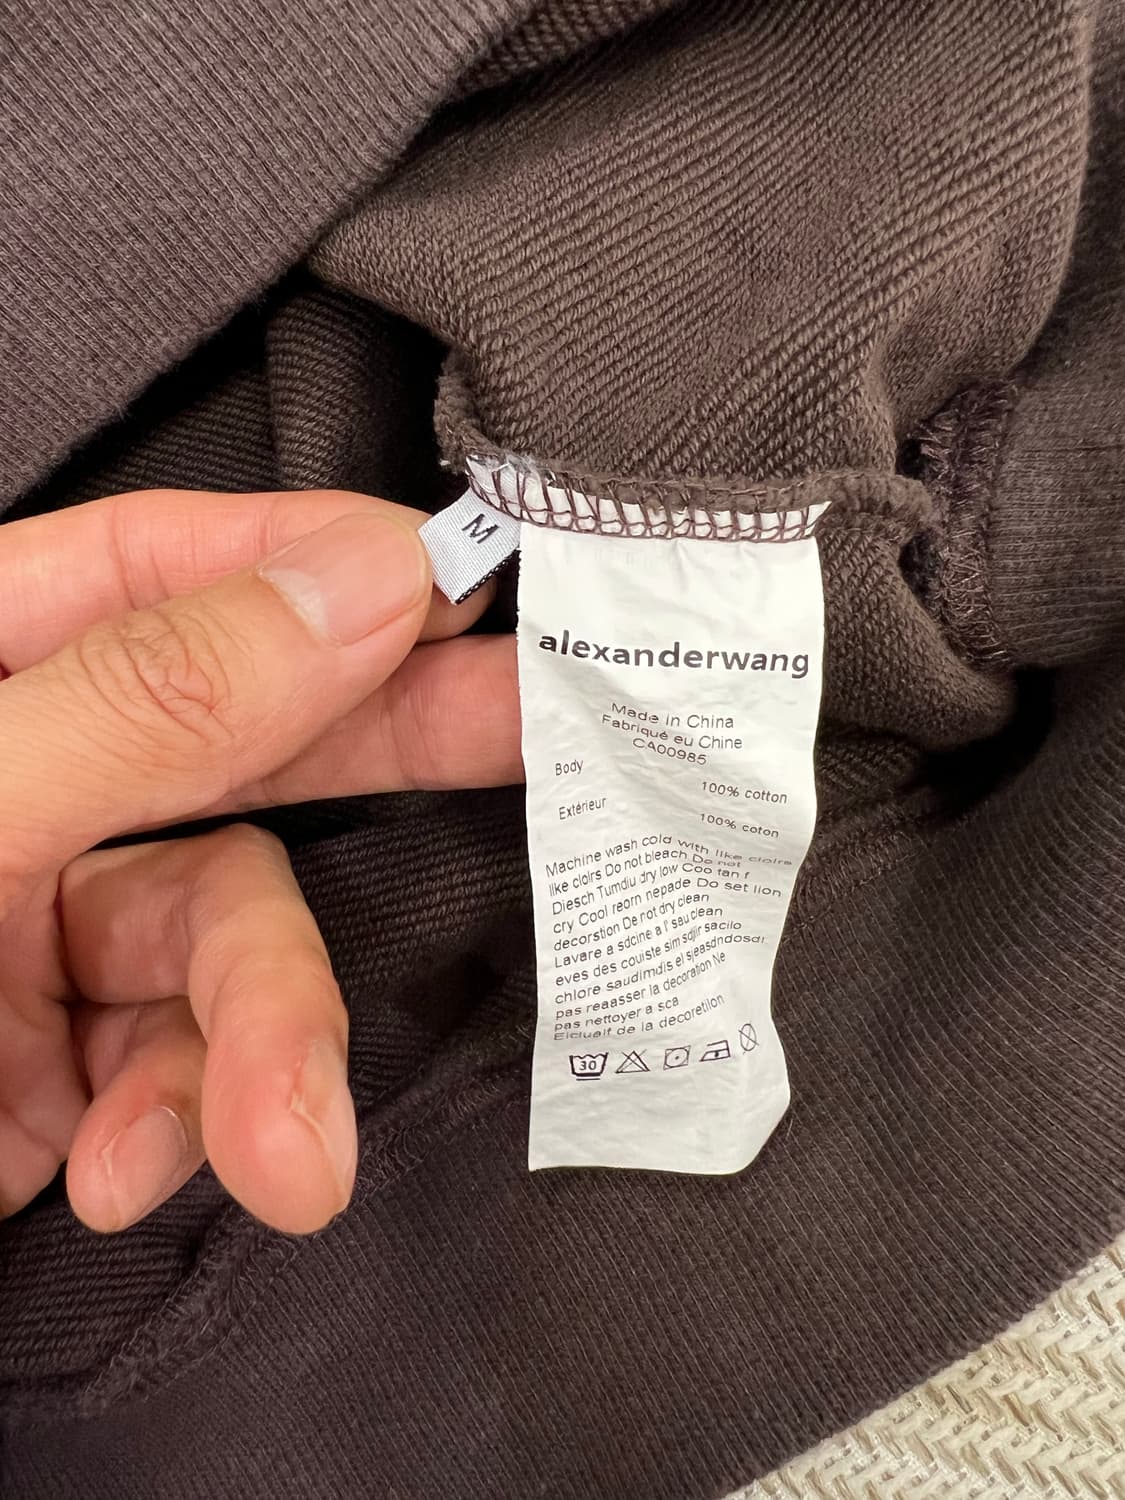 M
alexanderwang
Made in China
Fabriqué eu Chine
CA00985
Body
100% cotton
Extérieur
100% coton
Machine wash cold with like cloirs
like cloirs Do not bleach Do not
Diesch Tumdiu dry low Coo tan f
cry Cool reorn nepade Do set lion
decorstion De not dry clean
Lavare a sdcine a l' sau clean
eves des couiste sim sdjir sacilo
chlore saudimdis el sjeasdndosd!
pas reaasser la decoration Ne
pas nettoyer a sca
Eicluaif de la decoretilon
30